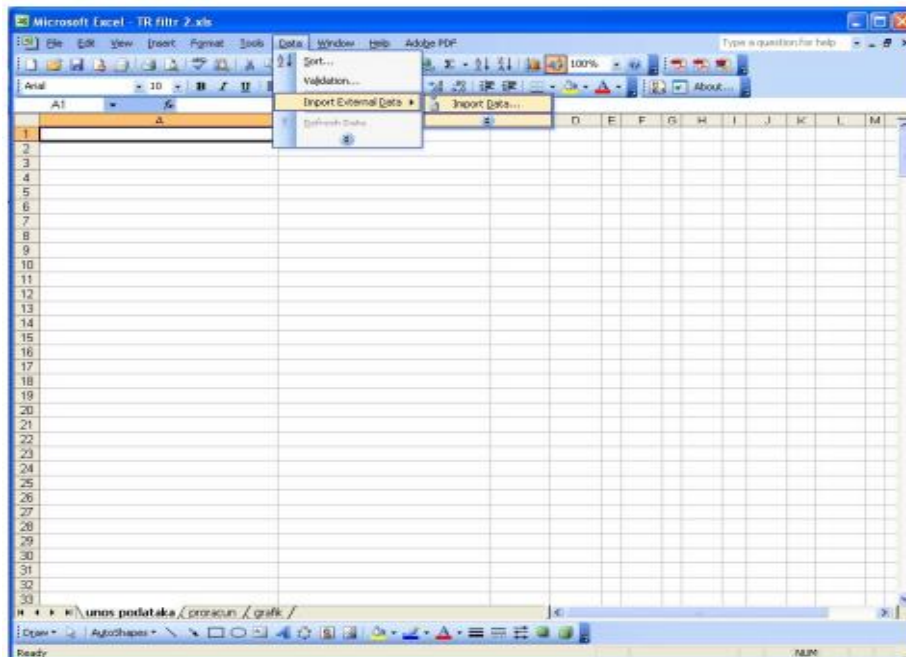 Microsoft Excel - TR filtr 2.xls
File Edit View Insert Format Tools Data Window Help Adobe PDF Type a question for help
Sort...
100%
Validation...
Arial 10 B I U About...
Import External Data Import Data...
A1 fx
Refresh Data
A D E F G H I J K L M
1
2
3
4
5
6
7
8
9
10
11
12
13
14
15
16
17
18
19
20
21
22
23
24
25
26
27
28
29
30
31
32
33
unos podataka / proracun / grafik /
Draw AutoShapes
Ready NUM